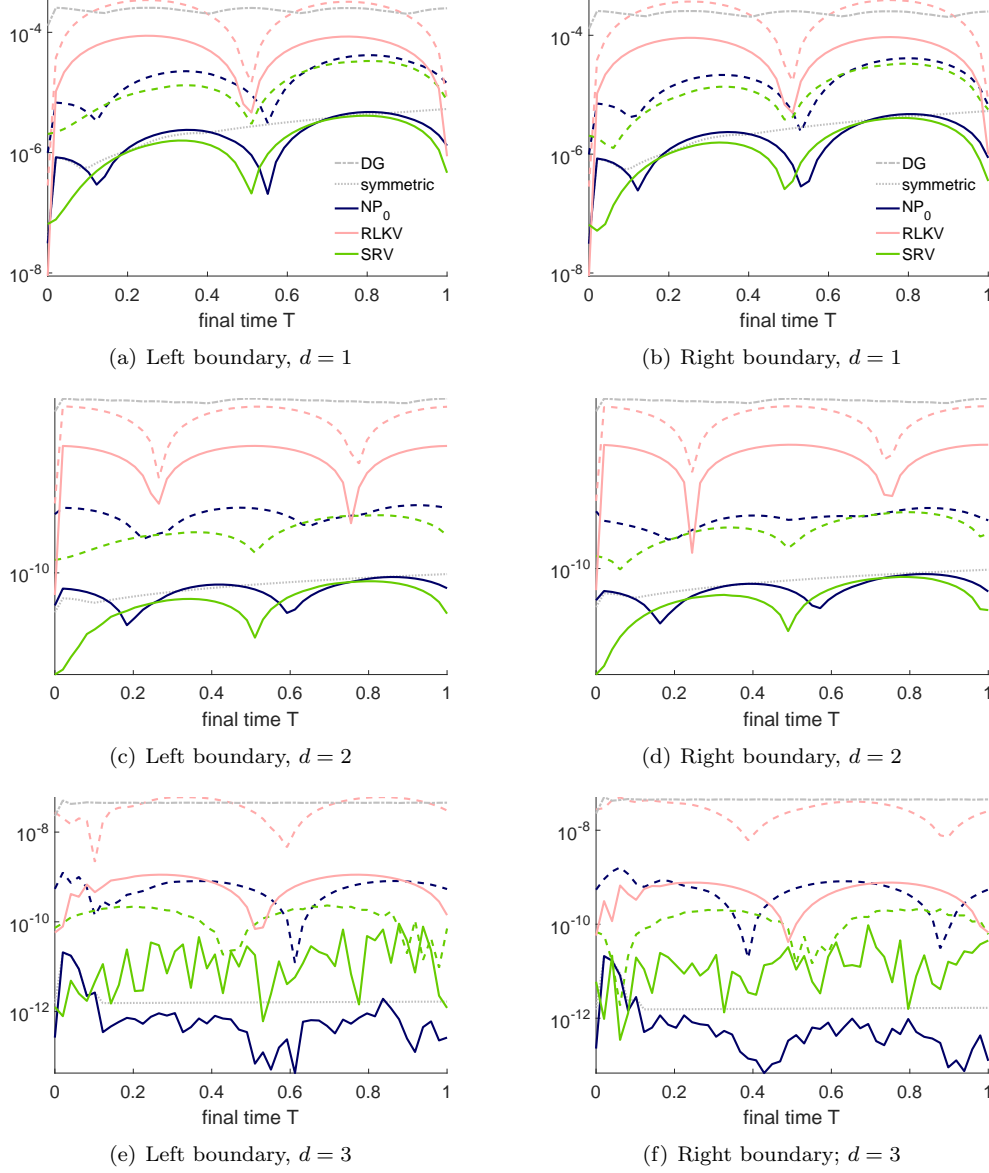 10^-4
10^-6
10^-8
DG
symmetric
NP_0
RLKV
SRV
0 0.2 0.4 0.6 0.8 1
final time T
(a) Left boundary, d = 1
10^-4
10^-6
10^-8
DG
symmetric
NP_0
RLKV
SRV
0 0.2 0.4 0.6 0.8 1
final time T
(b) Right boundary, d = 1
10^-10
0 0.2 0.4 0.6 0.8 1
final time T
(c) Left boundary, d = 2
10^-10
0 0.2 0.4 0.6 0.8 1
final time T
(d) Right boundary, d = 2
10^-8
10^-10
10^-12
0 0.2 0.4 0.6 0.8 1
final time T
(e) Left boundary, d = 3
10^-8
10^-10
10^-12
0 0.2 0.4 0.6 0.8 1
final time T
(f) Right boundary; d = 3